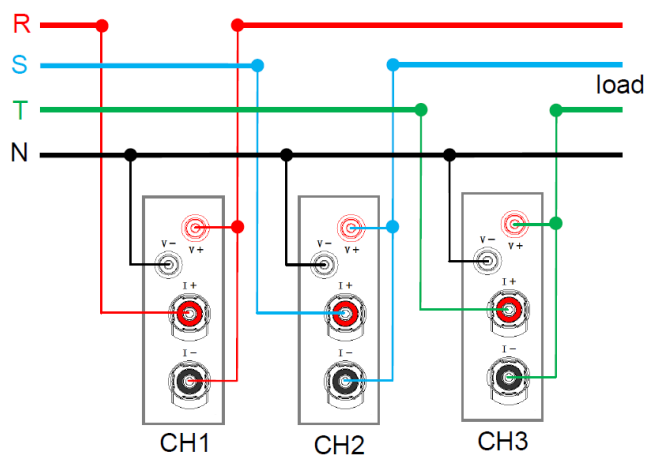 R
S
load
T
N
V+
V-
I+
I-
CH1
V+
V-
I+
I-
CH2
V+
V-
I+
I-
CH3